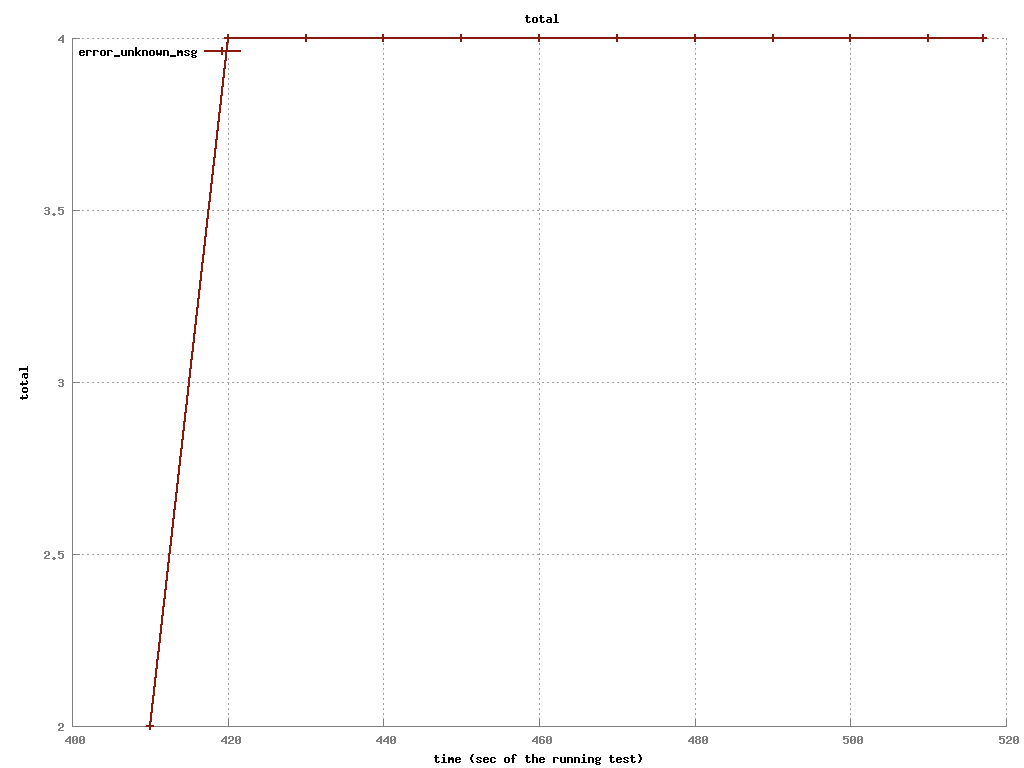 total
error_unknown_msg
4
3.5
3
2.5
2
total
400 420 440 460 480 500 520
time (sec of the running test)